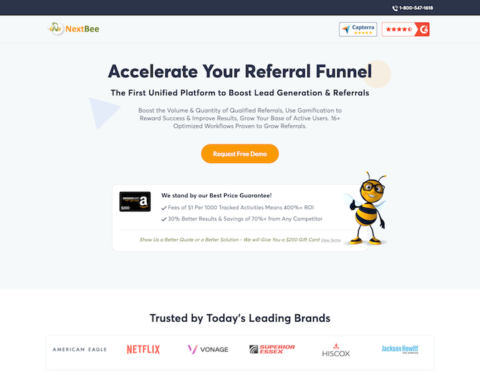 1-800-547-1618
NextBee
Capterra
G
Accelerate Your Referral Funnel
The First Unified Platform to Boost Lead Generation & Referrals
Boost the Volume & Quantity of Qualified Referrals, Use Gamification to
Reward Success & Improve Results, Grow Your Base of Active Users. 16+
Optimized Workflows Proven to Grow Referrals.
Request Free Demo
We stand by our Best Price Guarantee!
Fees of $1 Per 1000 Tracked Activities Means 400%+ ROI
30% Better Results & Savings of 70%+ from Any Competitor
Show Us a Better Quote or a Better Solution - We will Give You a $200 Gift Card View Terms
Trusted by Today's Leading Brands
AMERICAN EAGLE
NETFLIX
VONAGE
SUPERIOR
ESSEX
HISCOX
Jackson Hewitt